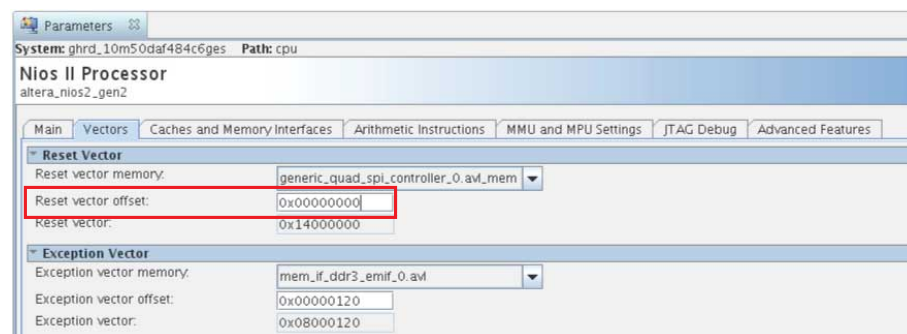 Parameters
System: ghrd_10m50daf484c6ges Path: cpu
Nios II Processor
altera_nios2_gen2
Main Vectors Caches and Memory Interfaces Arithmetic Instructions MMU and MPU Settings JTAG Debug Advanced Features
Reset Vector
Reset vector memory: generic_quad_spi_controller_0.avl_mem
Reset vector offset: 0x00000000
Reset vector: 0x14000000
Exception Vector
Exception vector memory: mem_if_ddr3_emif_0.avl
Exception vector offset: 0x00000120
Exception vector: 0x08000120